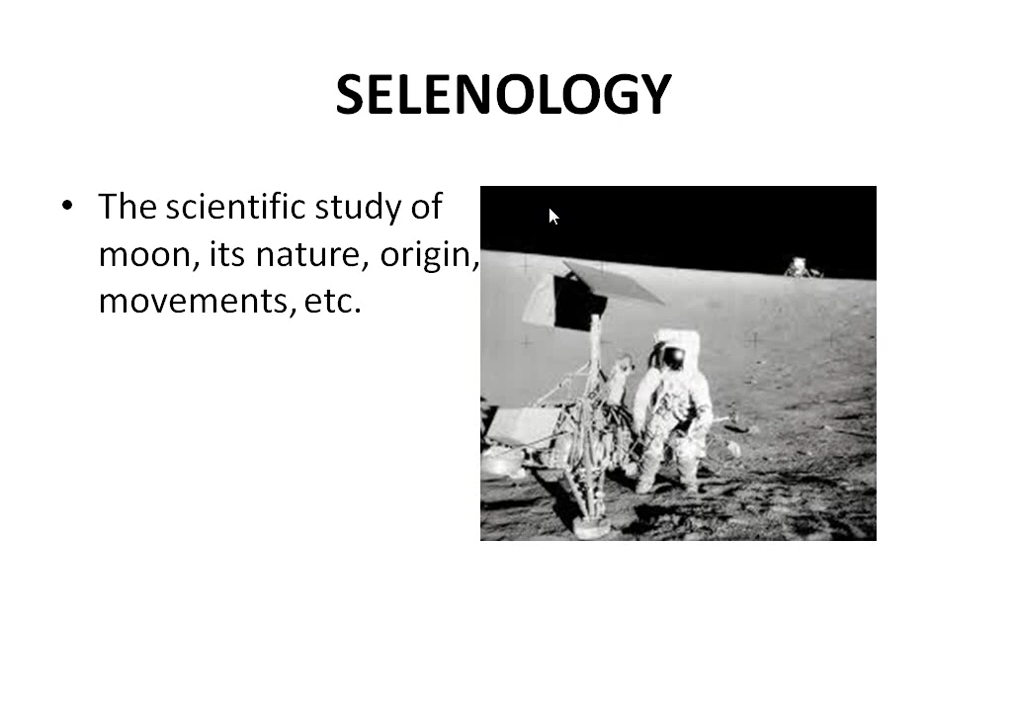 SELENOLOGY
• The scientific study of
moon, its nature, origin,
movements, etc.